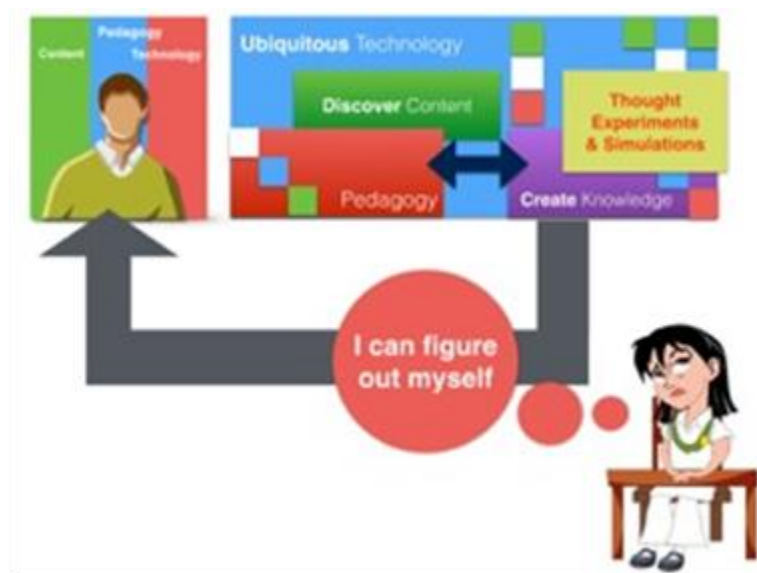 Content
Pedagogy
Technology
Ubiquitous Technology
Discover Content
Thought
Experiments
& Simulations
Pedagogy
Create Knowledge
I can figure
out myself